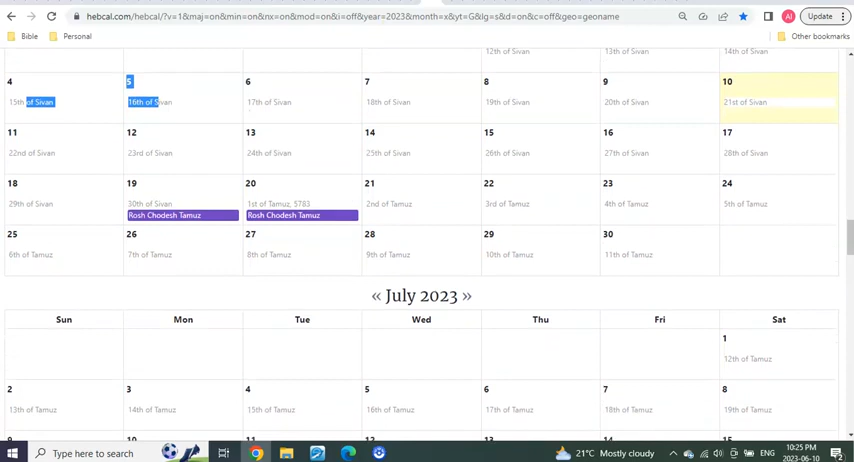 hebcal.com/hebcal/?v=1&maj=on&min=on&nx=on&mod=on&i=off&year=2023&month=x&yt=G&lg=s&d=on&c=off&geo=geoname
AI
Update
Bible
Personal
Other bookmarks
12th of Sivan 13th of Sivan 14th of Sivan
4 5 6 7 8 9 10
15th of Sivan 16th of Sivan 17th of Sivan 18th of Sivan 19th of Sivan 20th of Sivan 21st of Sivan
11 12 13 14 15 16 17
22nd of Sivan 23rd of Sivan 24th of Sivan 25th of Sivan 26th of Sivan 27th of Sivan 28th of Sivan
18 19 20 21 22 23 24
29th of Sivan 30th of Sivan 1st of Tamuz, 5783 2nd of Tamuz 3rd of Tamuz 4th of Tamuz 5th of Tamuz
Rosh Chodesh Tamuz Rosh Chodesh Tamuz
25 26 27 28 29 30
6th of Tamuz 7th of Tamuz 8th of Tamuz 9th of Tamuz 10th of Tamuz 11th of Tamuz
« July 2023 »
Sun Mon Tue Wed Thu Fri Sat
1
12th of Tamuz
2 3 4 5 6 7 8
13th of Tamuz 14th of Tamuz 15th of Tamuz 16th of Tamuz 17th of Tamuz 18th of Tamuz 19th of Tamuz
Type here to search
21°C Mostly cloudy
ENG
10:25 PM
2023-06-10
2